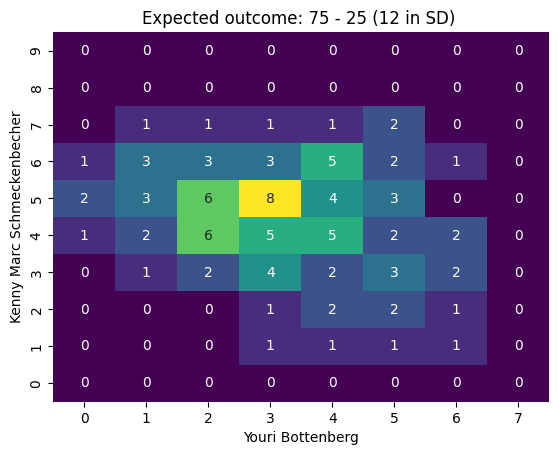 Expected outcome: 75 - 25 (12 in SD)
Kenny Marc Schmeckenbecher
9 0 0 0 0 0 0 0 0
8 0 0 0 0 0 0 0 0
7 0 1 1 1 1 2 0 0
6 1 3 3 3 5 2 1 0
5 2 3 6 8 4 3 0 0
4 1 2 6 5 5 2 2 0
3 0 1 2 4 2 3 2 0
2 0 0 0 1 2 2 1 0
1 0 0 0 1 1 1 1 0
0 0 0 0 0 0 0 0 0
0 1 2 3 4 5 6 7
Youri Bottenberg